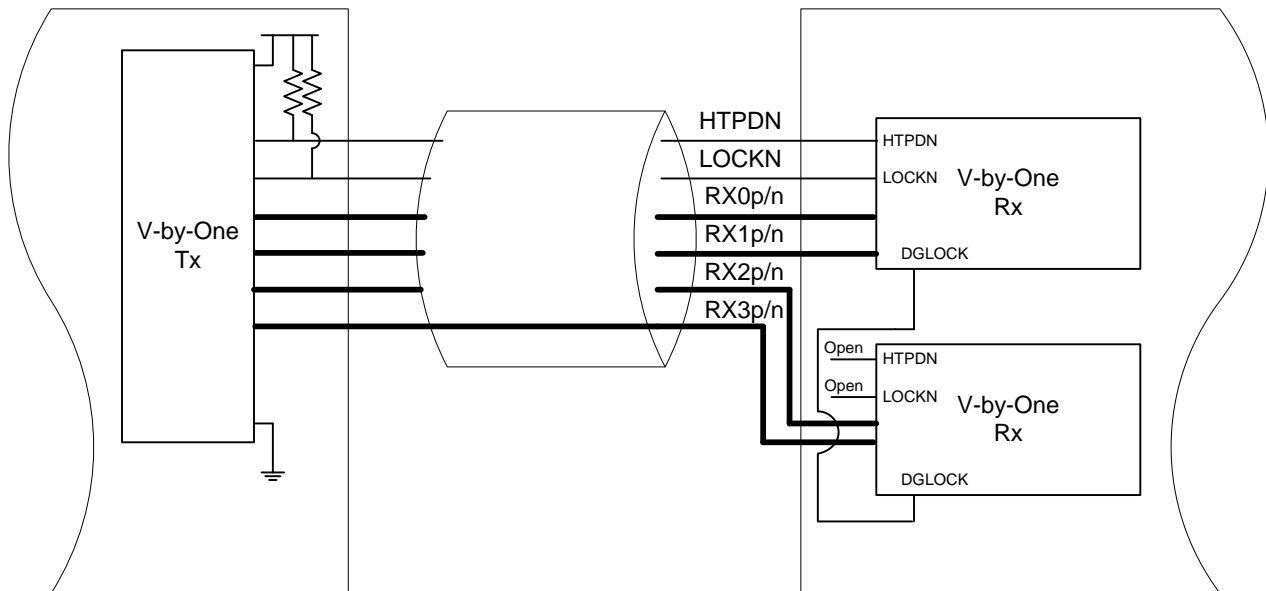 V-by-One
Tx
HTPDN
LOCKN
RX0p/n
RX1p/n
RX2p/n
RX3p/n
HTPDN
LOCKN
V-by-One
Rx
DGLOCK
Open
HTPDN
Open
LOCKN
V-by-One
Rx
DGLOCK